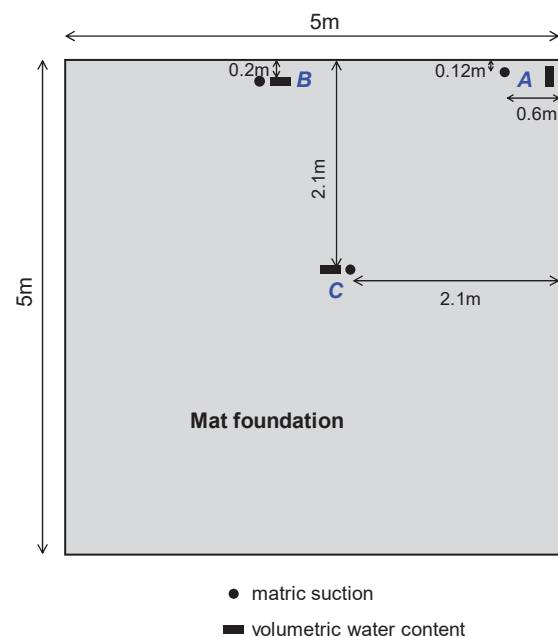 5m
0.2m
B
0.12m
A
0.6m
2.1m
5m
C
2.1m
Mat foundation
matric suction
volumetric water content